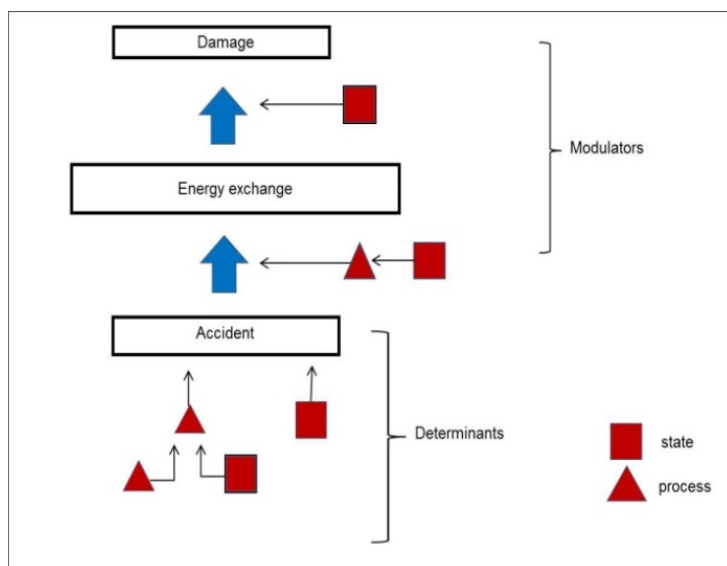 Damage
Modulators
Energy exchange
Accident
Determinants
state
process